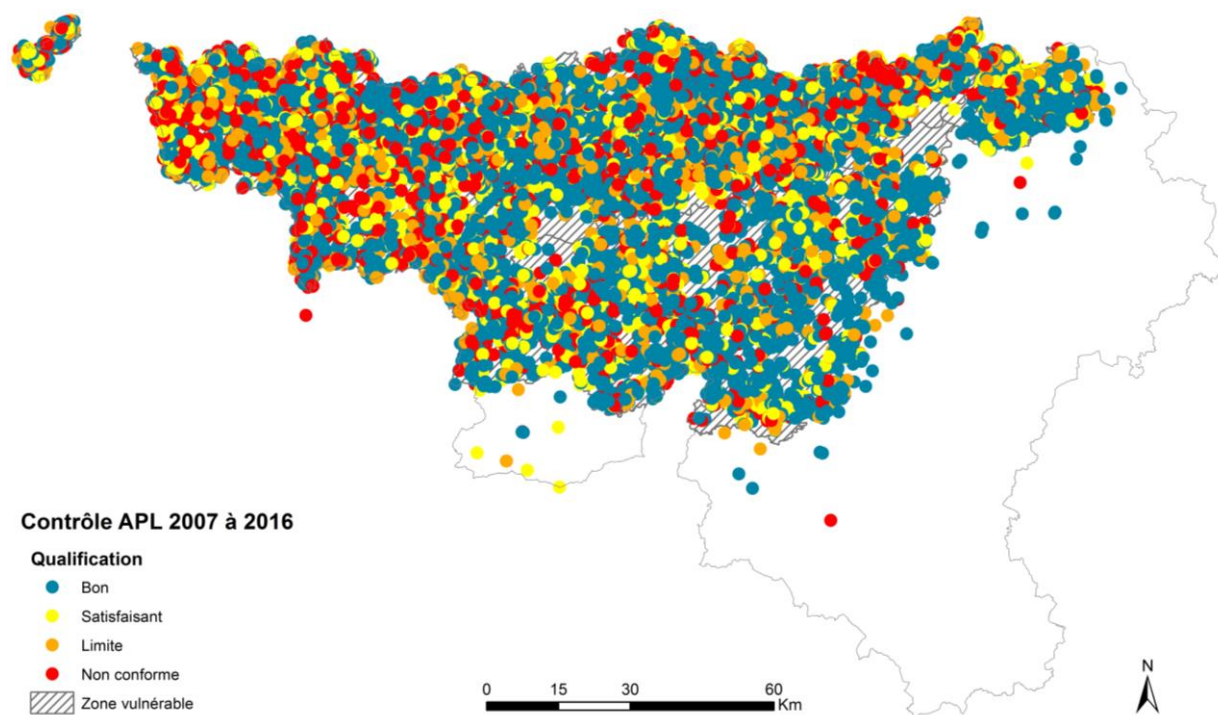 Contrôle APL 2007 à 2016
Qualification
Bon
Satisfaisant
Limite
Non conforme
Zone vulnérable
0 15 30 60
Km
N